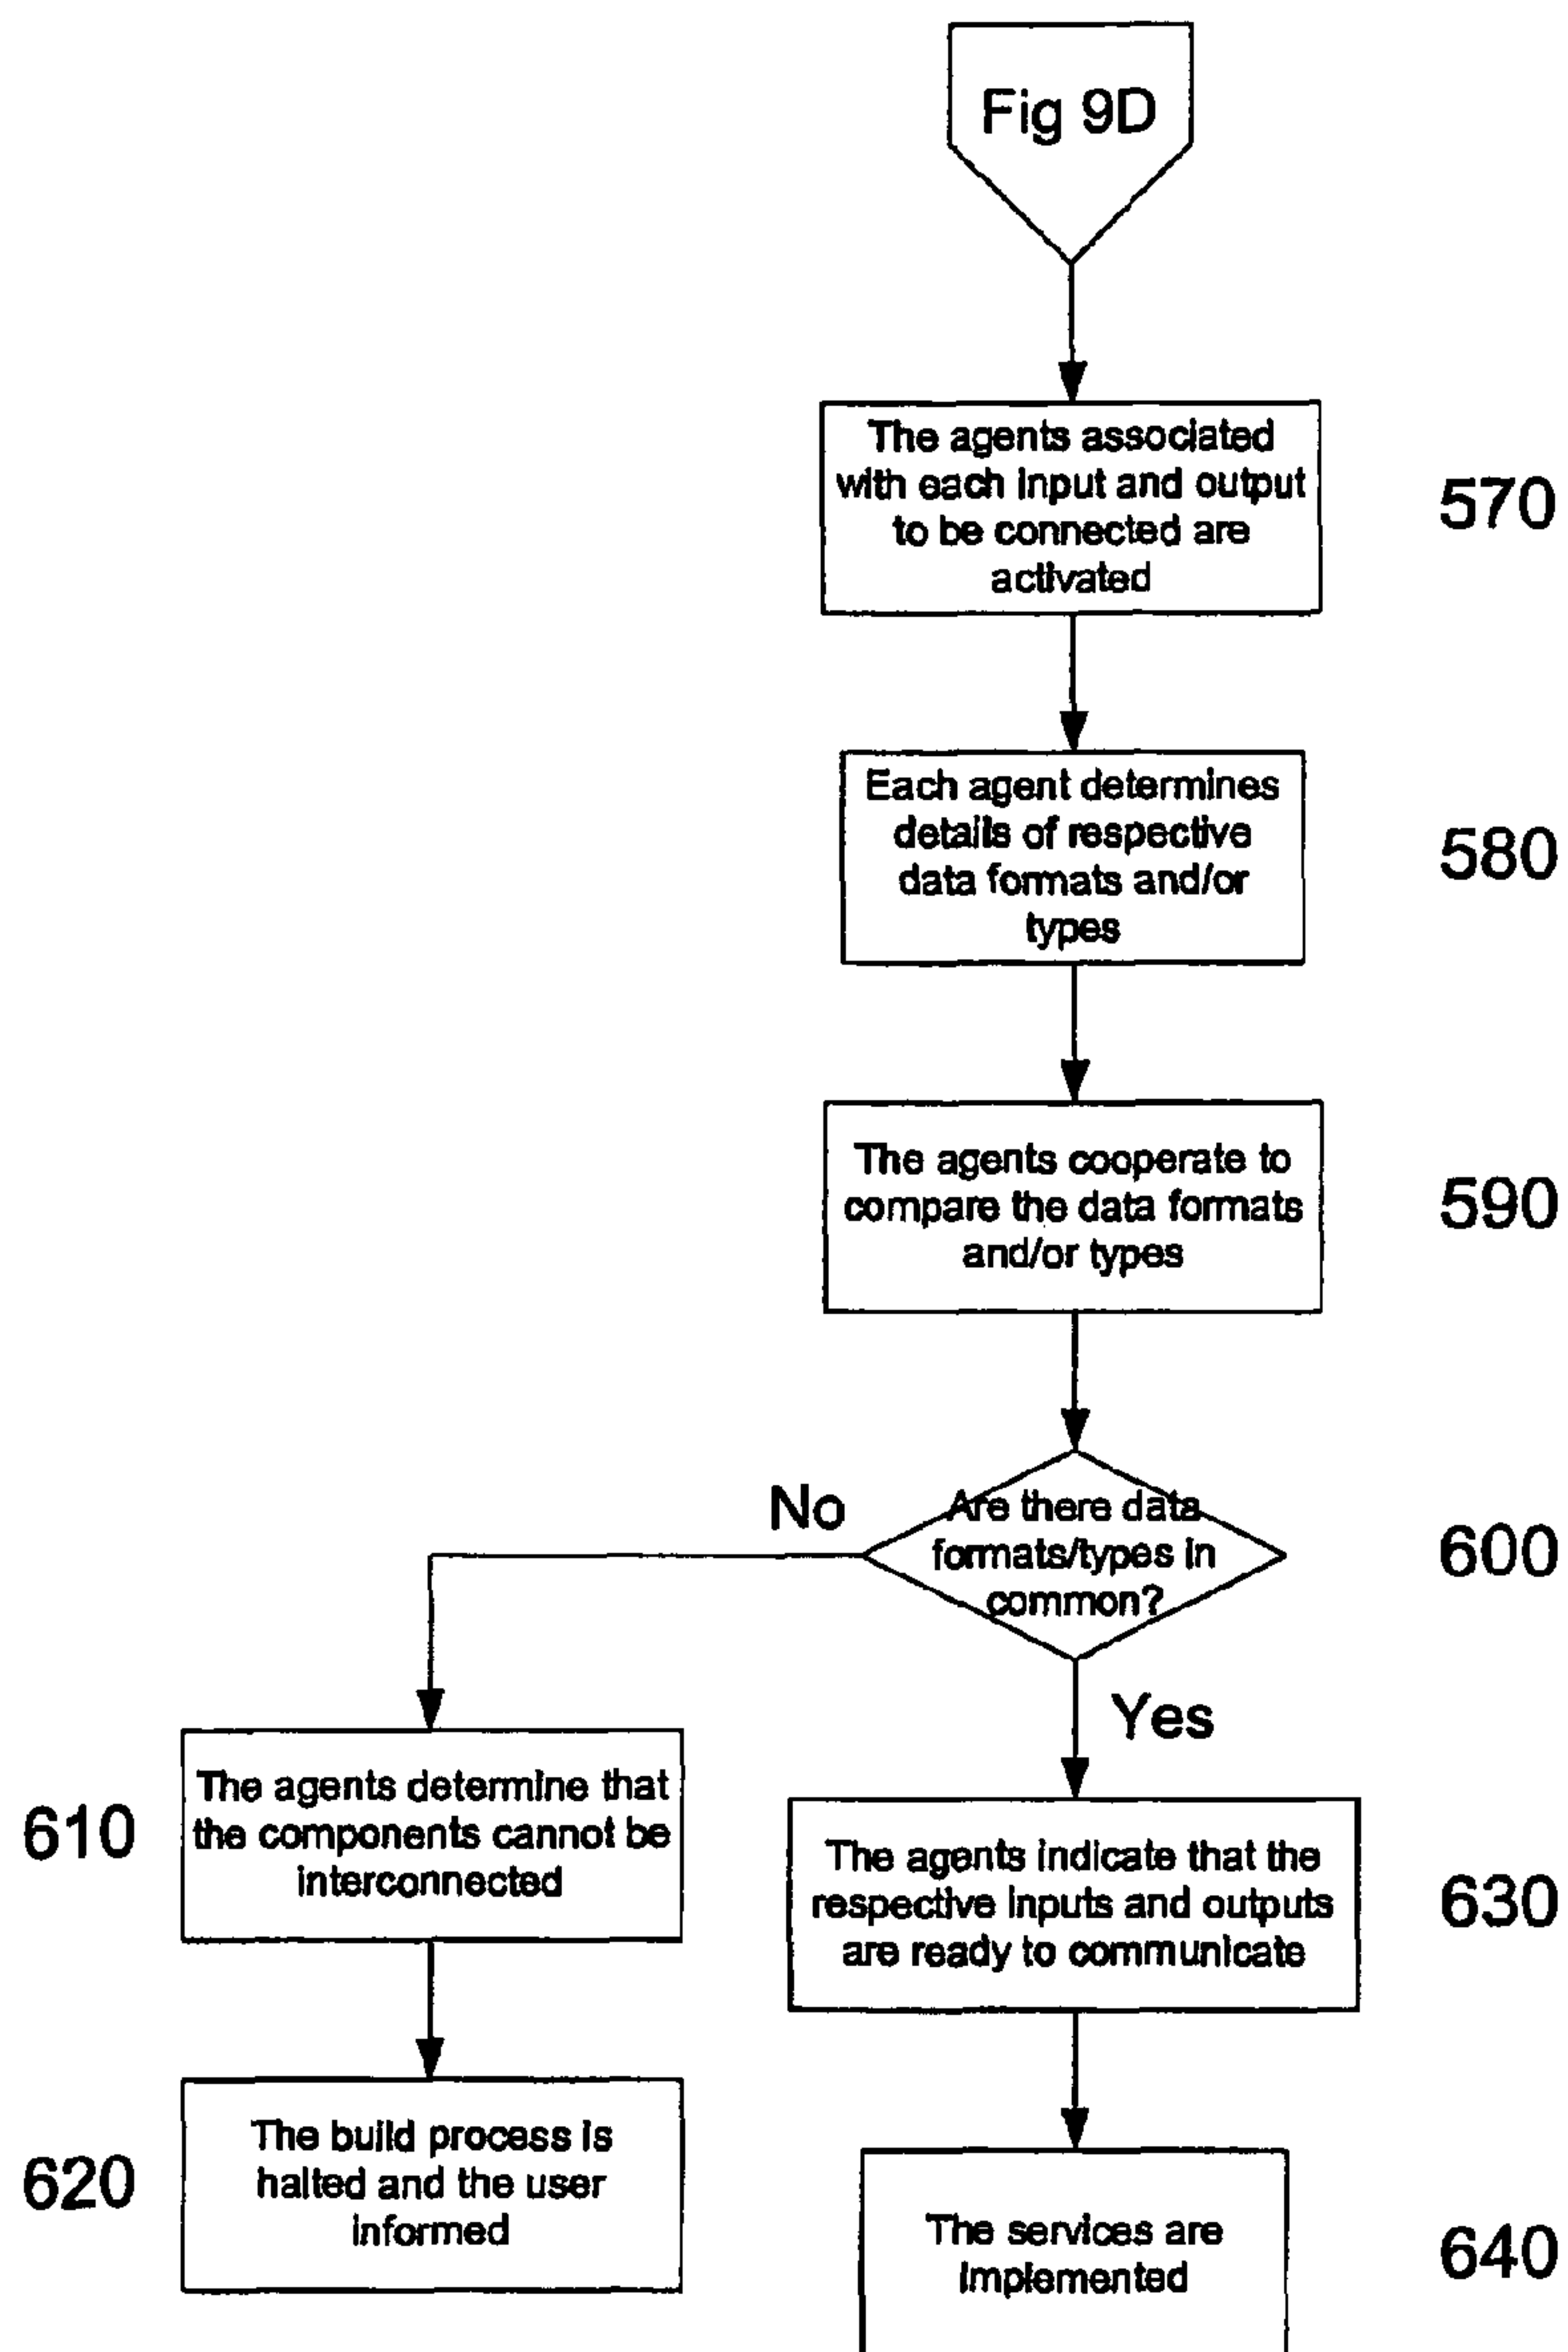 Fig 9D
The agents associated
with each input and output
to be connected are
activated
570
Each agent determines
details of respective
data formats and/or
types
580
The agents cooperate to
compare the data formats
and/or types
590
Are there data
formats/types in
common?
600
No
Yes
The agents determine that
the components cannot be
interconnected
610
The agents indicate that the
respective inputs and outputs
are ready to communicate
630
The build process is
halted and the user
informed
620
The services are
implemented
640